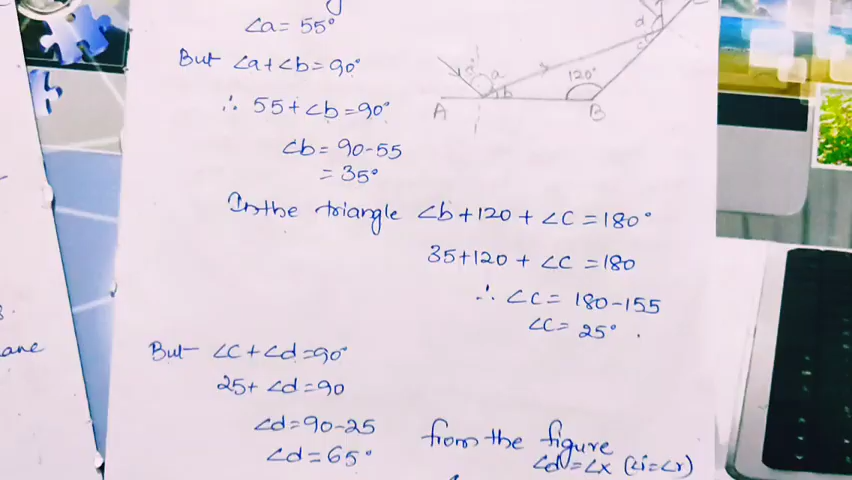 ∠a = 55°
But ∠a+∠b=90°
∴ 55+∠b=90°
∠b = 90-55
= 35°
a
b
c
d
120°
A
B
In the triangle ∠b+120+∠C=180°
35+120+∠C=180
∴ ∠C= 180-155
∠C= 25°.
But ∠C+∠d=90°
25+∠d=90
∠d=90-25
∠d=65°
from the figure
∠d=∠x (∠i=∠r)
ane